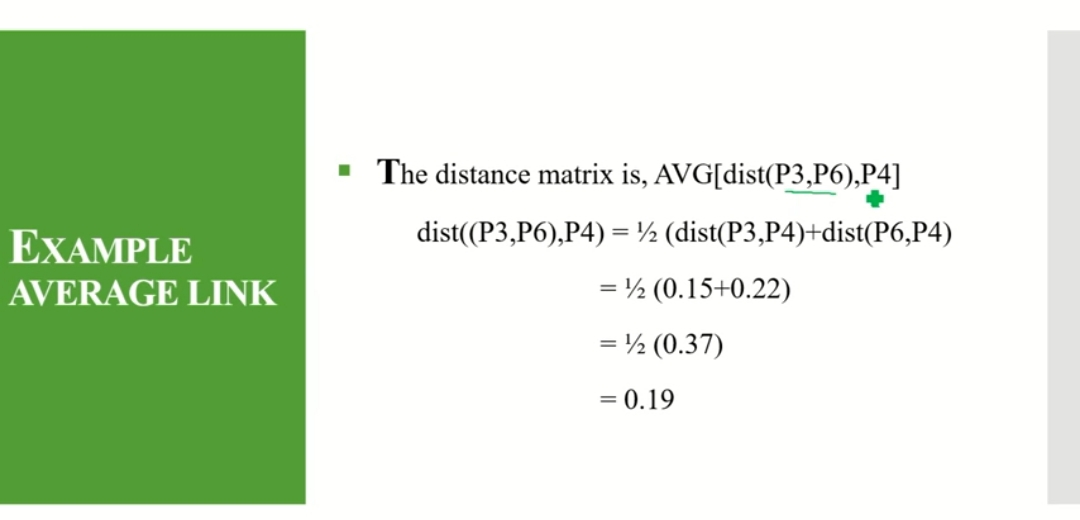 EXAMPLE
AVERAGE LINK
▪ The distance matrix is, AVG[dist(P3,P6),P4]
dist((P3,P6),P4) = ½ (dist(P3,P4)+dist(P6,P4)
= ½ (0.15+0.22)
= ½ (0.37)
= 0.19